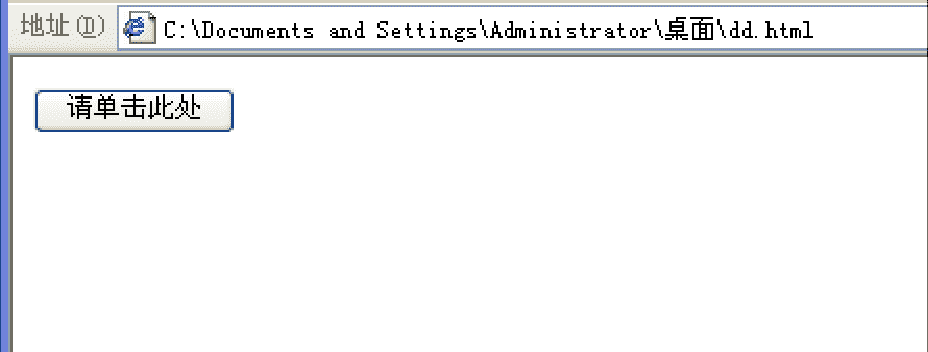 地址(D) C:\Documents and Settings\Administrator\桌面\dd.html
请单击此处